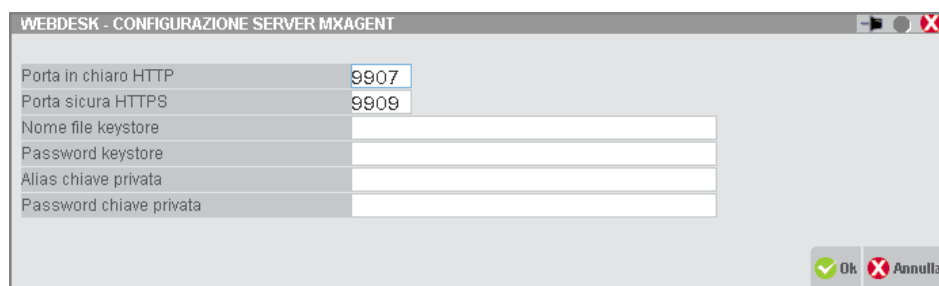 WEBDESK - CONFIGURAZIONE SERVER MXAGENT
Porta in chiaro HTTP 9907
Porta sicura HTTPS 9909
Nome file keystore
Password keystore
Alias chiave privata
Password chiave privata
Ok Annulla